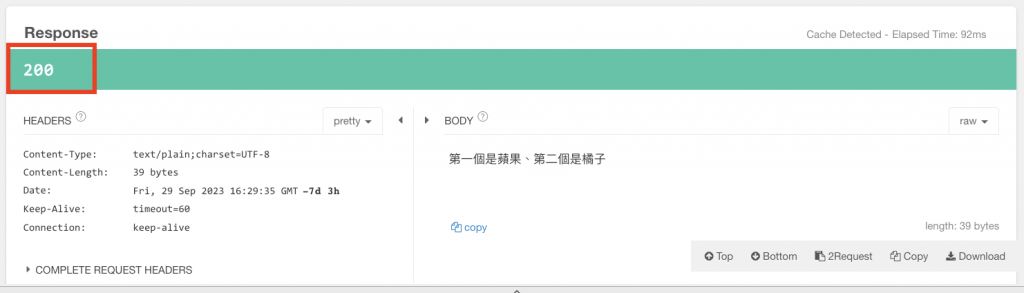 Response
Cache Detected - Elapsed Time: 92ms
200
HEADERS ?
pretty
BODY ?
raw
Content-Type: text/plain;charset=UTF-8
Content-Length: 39 bytes
Date: Fri, 29 Sep 2023 16:29:35 GMT -7d 3h
Keep-Alive: timeout=60
Connection: keep-alive
第一個是蘋果、第二個是橘子
copy
length: 39 bytes
Top Bottom 2Request Copy Download
COMPLETE REQUEST HEADERS